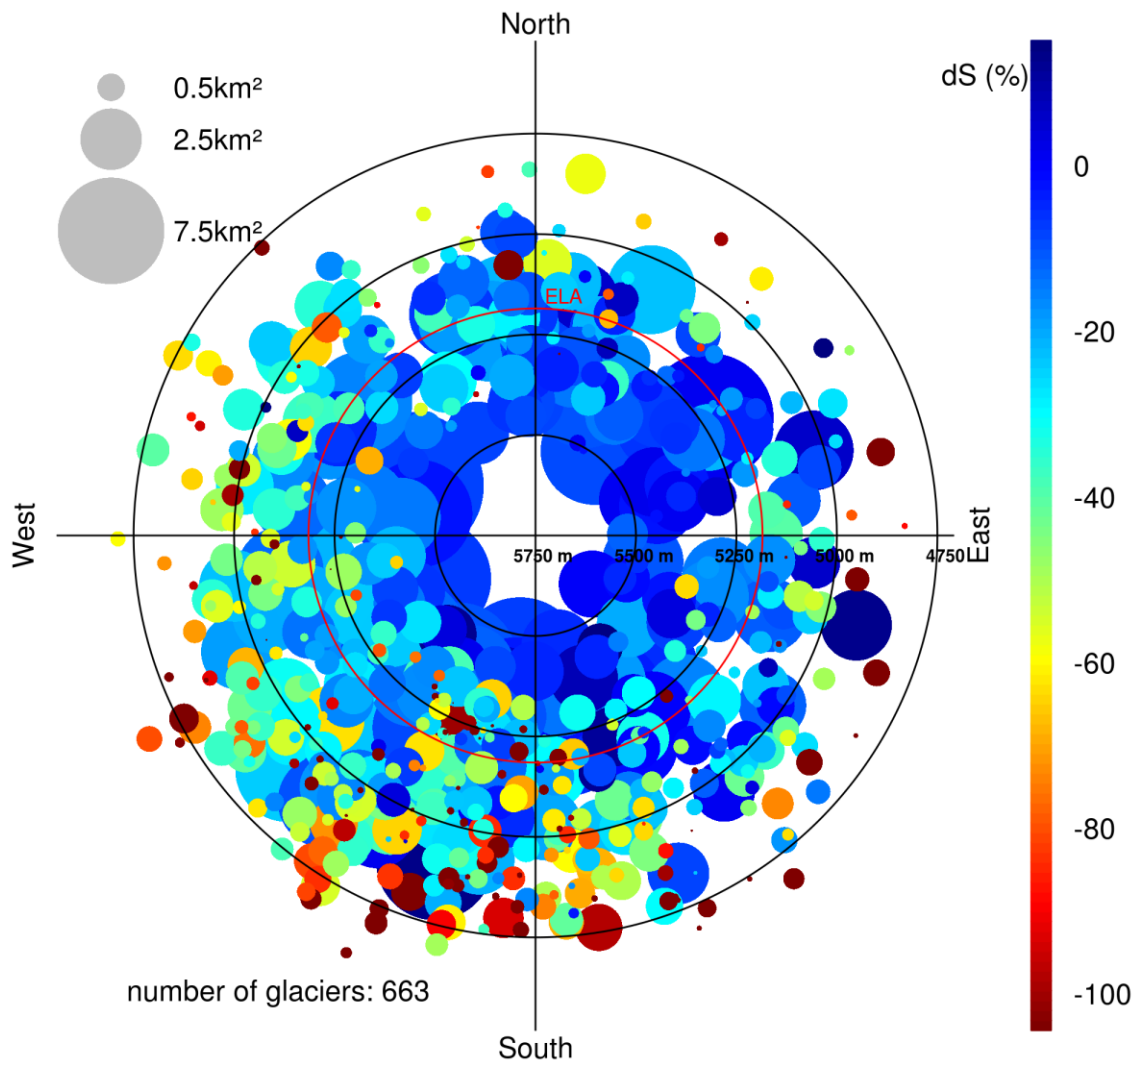 North
dS (%)
0.5km²
2.5km²
7.5km²
0
-20
-40
-60
-80
-100
ELA
West
East
5750 m
5500 m
5250 m
5000 m
4750
number of glaciers: 663
South